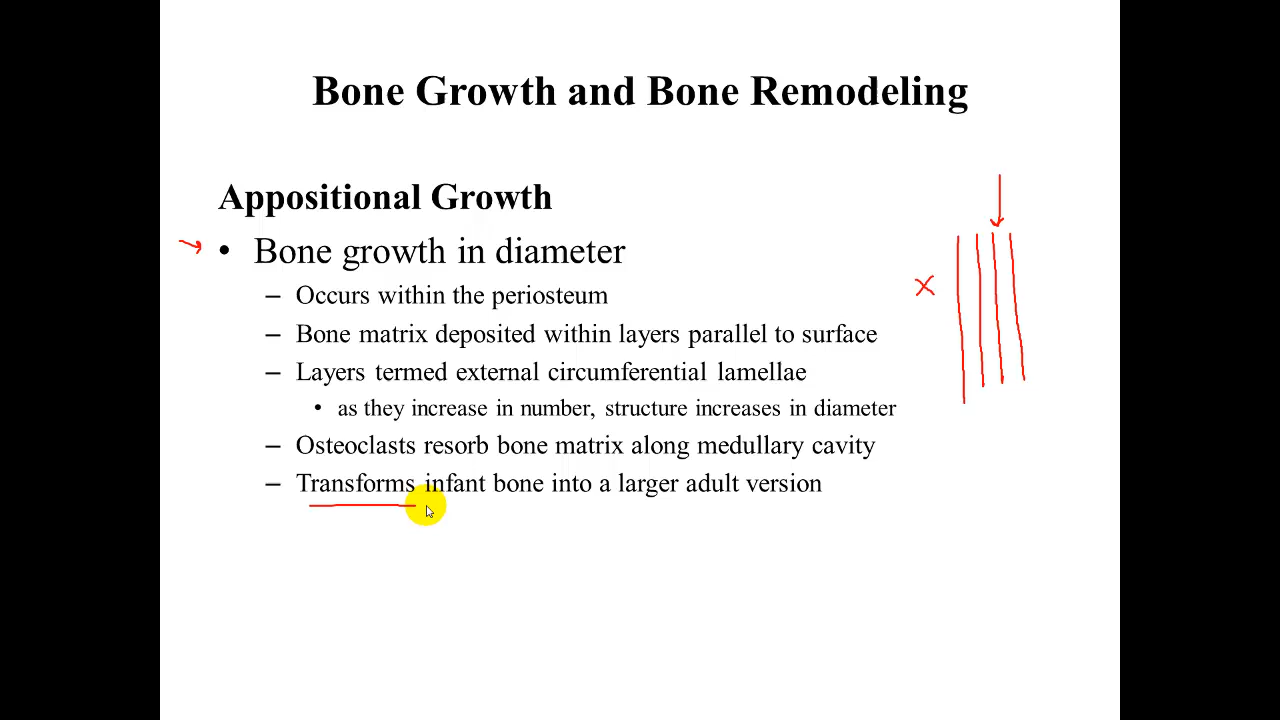 Bone Growth and Bone Remodeling
Appositional Growth
• Bone growth in diameter
– Occurs within the periosteum
– Bone matrix deposited within layers parallel to surface
– Layers termed external circumferential lamellae
• as they increase in number, structure increases in diameter
– Osteoclasts resorb bone matrix along medullary cavity
– Transforms infant bone into a larger adult version